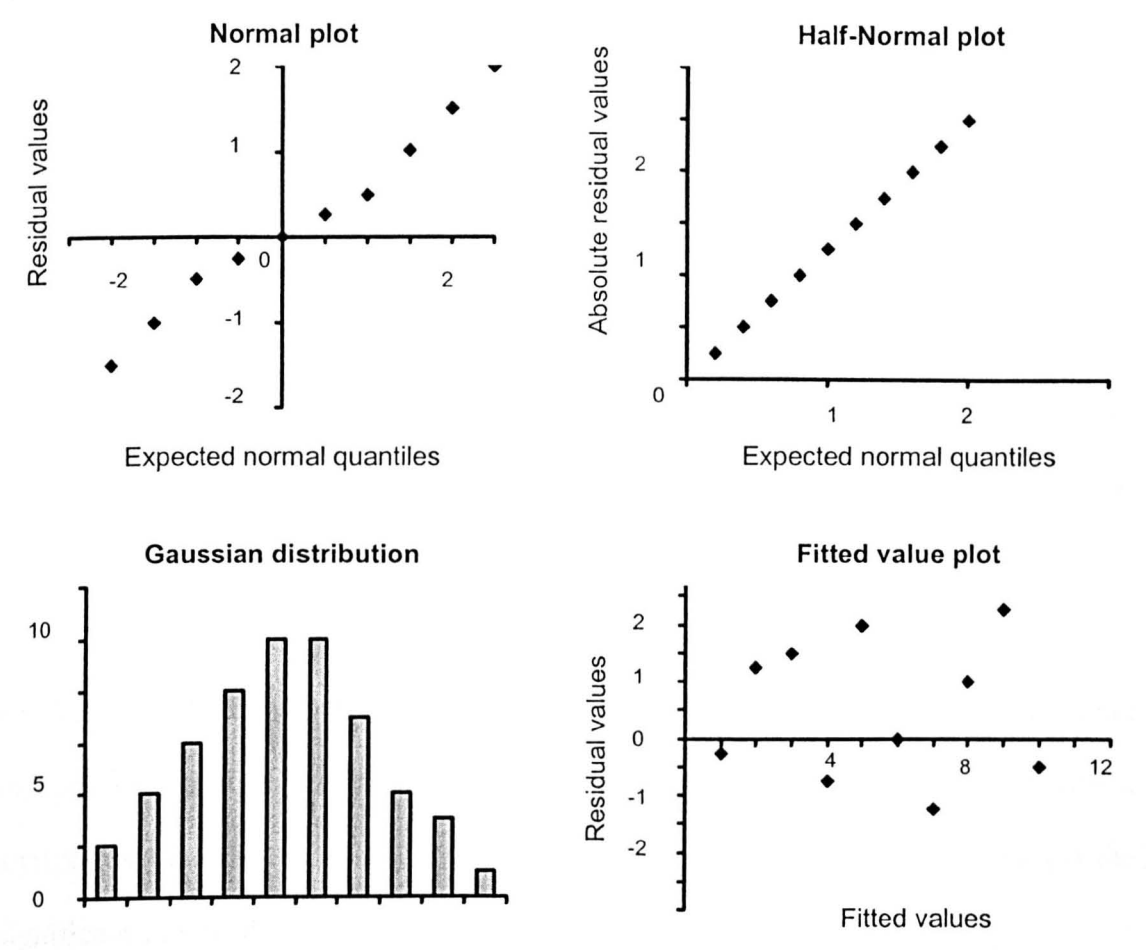 Normal plot
Residual values
2
1
0
-1
-2
-2
2
Expected normal quantiles
Half-Normal plot
Absolute residual values
2
1
0
1
2
Expected normal quantiles
Gaussian distribution
10
5
0
Fitted value plot
Residual values
2
1
0
-1
-2
4
8
12
Fitted values